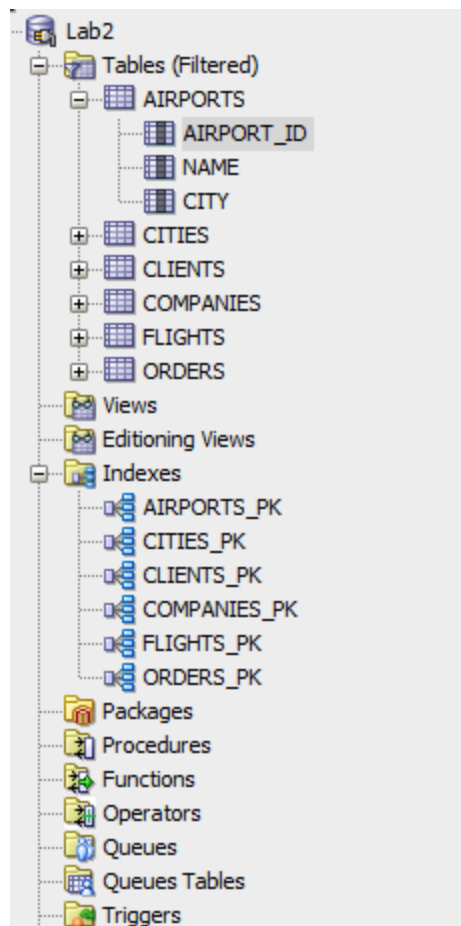 Lab2
Tables (Filtered)
AIRPORTS
AIRPORT_ID
NAME
CITY
CITIES
CLIENTS
COMPANIES
FLIGHTS
ORDERS
Views
Editioning Views
Indexes
AIRPORTS_PK
CITIES_PK
CLIENTS_PK
COMPANIES_PK
FLIGHTS_PK
ORDERS_PK
Packages
Procedures
Functions
Operators
Queues
Queues Tables
Triggers